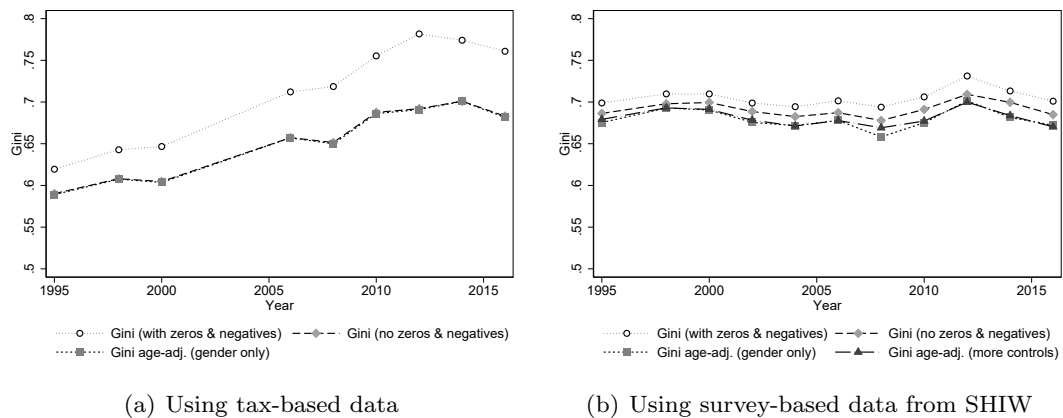 .8
.75
.7
.65
.6
.55
.5
Gini
1995 2000 2005 2010 2015
Year
Gini (with zeros & negatives) Gini (no zeros & negatives)
Gini age-adj. (gender only)
(a) Using tax-based data
.8
.75
.7
.65
.6
.55
.5
Gini
1995 2000 2005 2010 2015
Year
Gini (with zeros & negatives) Gini (no zeros & negatives)
Gini age-adj. (gender only) Gini age-adj. (more controls)
(b) Using survey-based data from SHIW